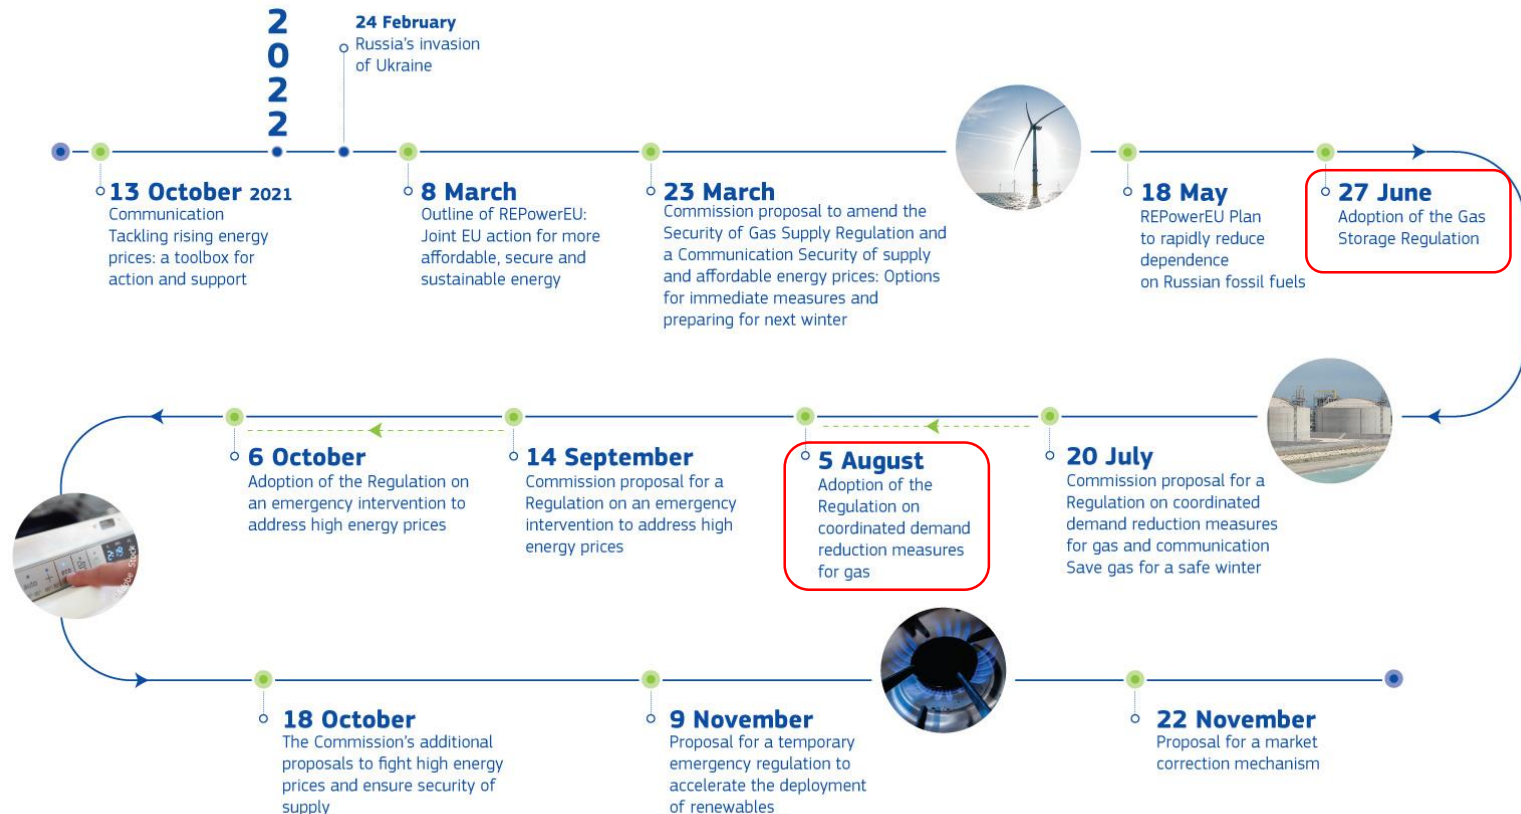 2
0
2
2
24 February
Russia's invasion
of Ukraine
13 October 2021
Communication
Tackling rising energy
prices: a toolbox for
action and support
8 March
Outline of REPowerEU:
Joint EU action for more
affordable, secure and
sustainable energy
23 March
Commission proposal to amend the
Security of Gas Supply Regulation and
a Communication Security of supply
and affordable energy prices: Options
for immediate measures and
preparing for next winter
18 May
REPowerEU Plan
to rapidly reduce
dependence
on Russian fossil fuels
27 June
Adoption of the Gas
Storage Regulation
20 July
Commission proposal for a
Regulation on coordinated
demand reduction measures
for gas and communication
Save gas for a safe winter
5 August
Adoption of the
Regulation on
coordinated demand
reduction measures
for gas
14 September
Commission proposal for a
Regulation on an emergency
intervention to address high
energy prices
6 October
Adoption of the Regulation on
an emergency intervention to
address high energy prices
auto
eco
Stock
18 October
The Commission's additional
proposals to fight high energy
prices and ensure security of
supply
9 November
Proposal for a temporary
emergency regulation to
accelerate the deployment
of renewables
22 November
Proposal for a market
correction mechanism